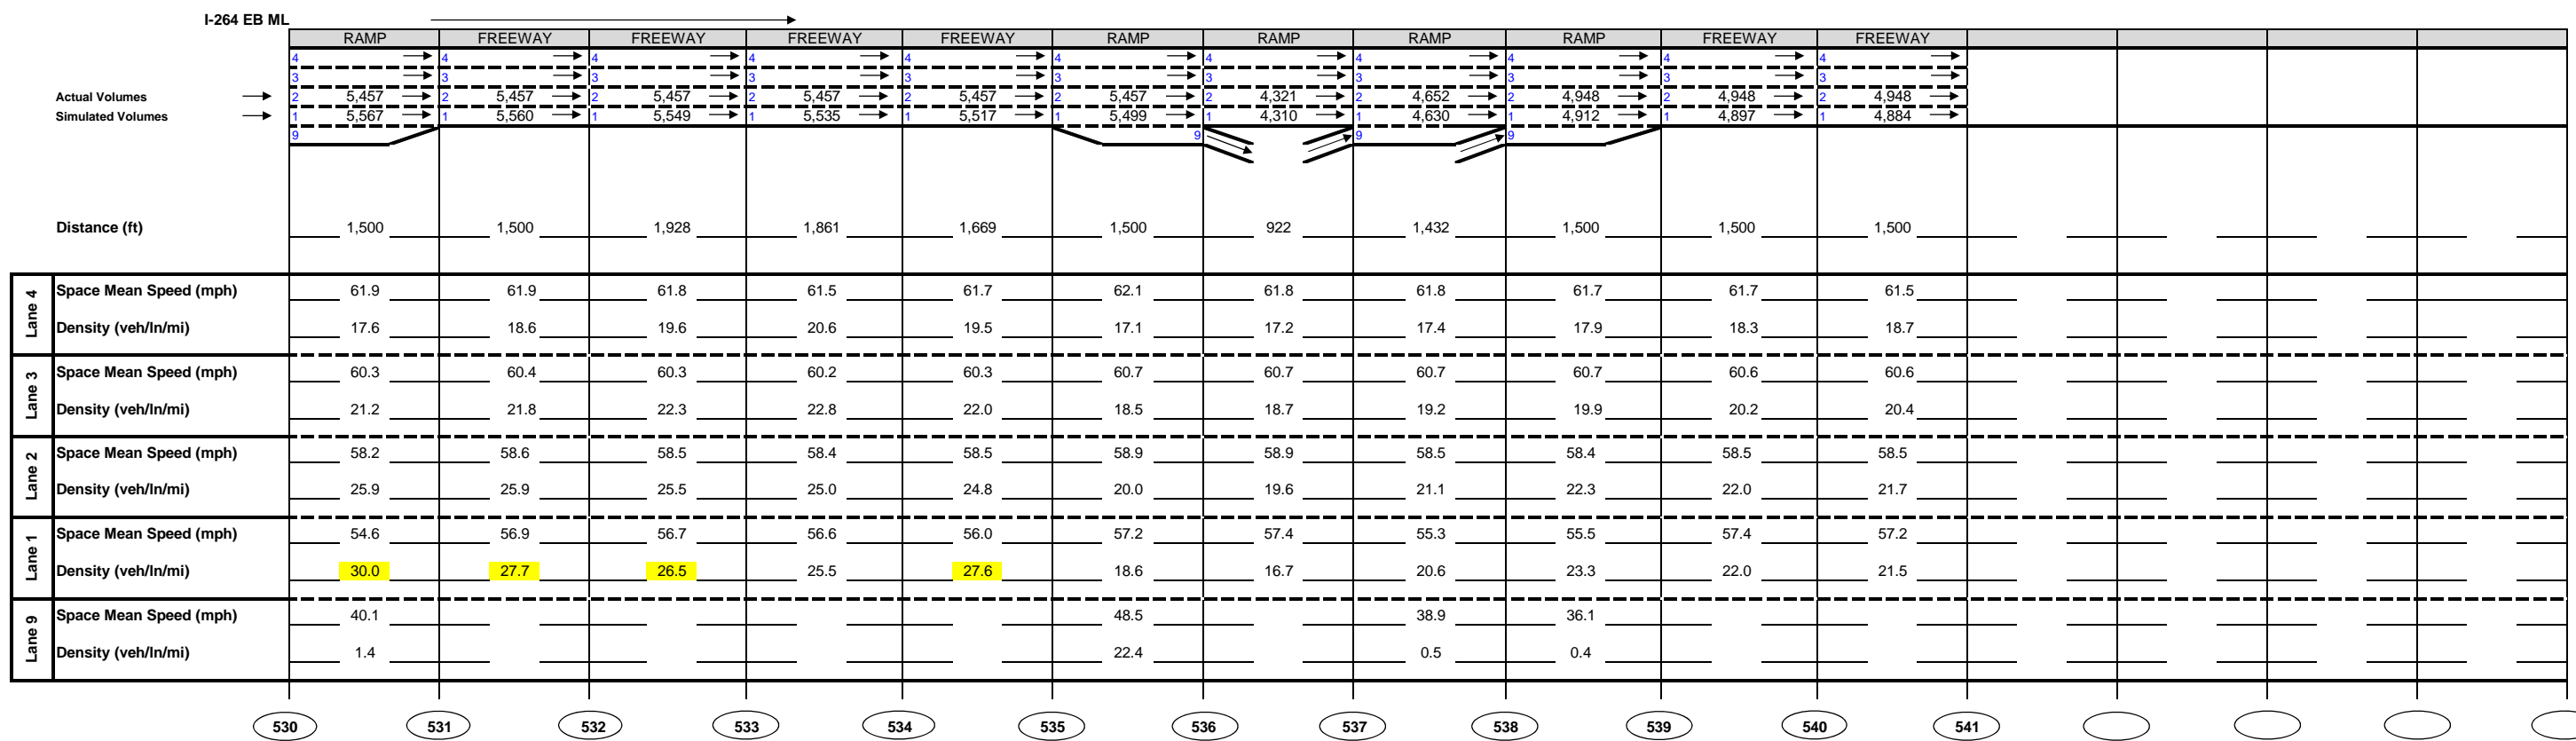 I-264 EB ML
RAMP FREEWAY FREEWAY FREEWAY FREEWAY RAMP RAMP RAMP RAMP FREEWAY FREEWAY
4 4 4 4 4 4 4 4 4 4 4
3 3 3 3 3 3 3 3 3 3 3
Actual Volumes 2 5,457 2 5,457 2 5,457 2 5,457 2 5,457 2 5,457 2 4,321 2 4,652 2 4,948 2 4,948 2 4,948
Simulated Volumes 1 5,567 1 5,560 1 5,549 1 5,535 1 5,517 1 5,499 1 4,310 1 4,630 1 4,912 1 4,897 1 4,884
9 9 9 9
Distance (ft) 1,500 1,500 1,928 1,861 1,669 1,500 922 1,432 1,500 1,500 1,500
Lane 4
Space Mean Speed (mph) 61.9 61.9 61.8 61.5 61.7 62.1 61.8 61.8 61.7 61.7 61.5
Density (veh/ln/mi) 17.6 18.6 19.6 20.6 19.5 17.1 17.2 17.4 17.9 18.3 18.7
Lane 3
Space Mean Speed (mph) 60.3 60.4 60.3 60.2 60.3 60.7 60.7 60.7 60.7 60.6 60.6
Density (veh/ln/mi) 21.2 21.8 22.3 22.8 22.0 18.5 18.7 19.2 19.9 20.2 20.4
Lane 2
Space Mean Speed (mph) 58.2 58.6 58.5 58.4 58.5 58.9 58.9 58.5 58.4 58.5 58.5
Density (veh/ln/mi) 25.9 25.9 25.5 25.0 24.8 20.0 19.6 21.1 22.3 22.0 21.7
Lane 1
Space Mean Speed (mph) 54.6 56.9 56.7 56.6 56.0 57.2 57.4 55.3 55.5 57.4 57.2
Density (veh/ln/mi) 30.0 27.7 26.5 25.5 27.6 18.6 16.7 20.6 23.3 22.0 21.5
Lane 9
Space Mean Speed (mph) 40.1 48.5 38.9 36.1
Density (veh/ln/mi) 1.4 22.4 0.5 0.4
530 531 532 533 534 535 536 537 538 539 540 541